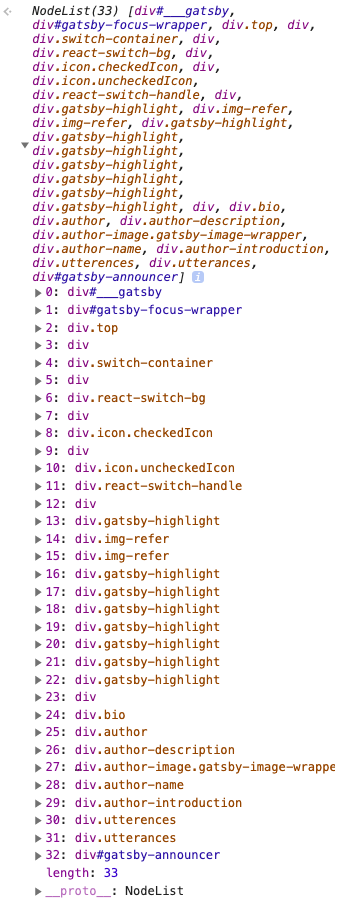 NodeList(33) [div#___gatsby,
div#gatsby-focus-wrapper, div.top, div,
div.switch-container, div,
div.react-switch-bg, div,
div.icon.checkedIcon, div,
div.icon.uncheckedIcon,
div.react-switch-handle, div,
div.gatsby-highlight, div.img-refer,
div.img-refer, div.gatsby-highlight,
div.gatsby-highlight,
div.gatsby-highlight,
div.gatsby-highlight,
div.gatsby-highlight,
div.gatsby-highlight,
div.gatsby-highlight, div, div.bio,
div.author, div.author-description,
div.author-image.gatsby-image-wrapper,
div.author-name, div.author-introduction,
div.utterences, div.utterances,
div#gatsby-announcer] i
0: div#___gatsby
1: div#gatsby-focus-wrapper
2: div.top
3: div
4: div.switch-container
5: div
6: div.react-switch-bg
7: div
8: div.icon.checkedIcon
9: div
10: div.icon.uncheckedIcon
11: div.react-switch-handle
12: div
13: div.gatsby-highlight
14: div.img-refer
15: div.img-refer
16: div.gatsby-highlight
17: div.gatsby-highlight
18: div.gatsby-highlight
19: div.gatsby-highlight
20: div.gatsby-highlight
21: div.gatsby-highlight
22: div.gatsby-highlight
23: div
24: div.bio
25: div.author
26: div.author-description
27: …div.author-image.gatsby-image-wrappe
28: div.author-name
29: div.author-introduction
30: div.utterences
31: div.utterances
32: div#gatsby-announcer
length: 33
__proto__: NodeList